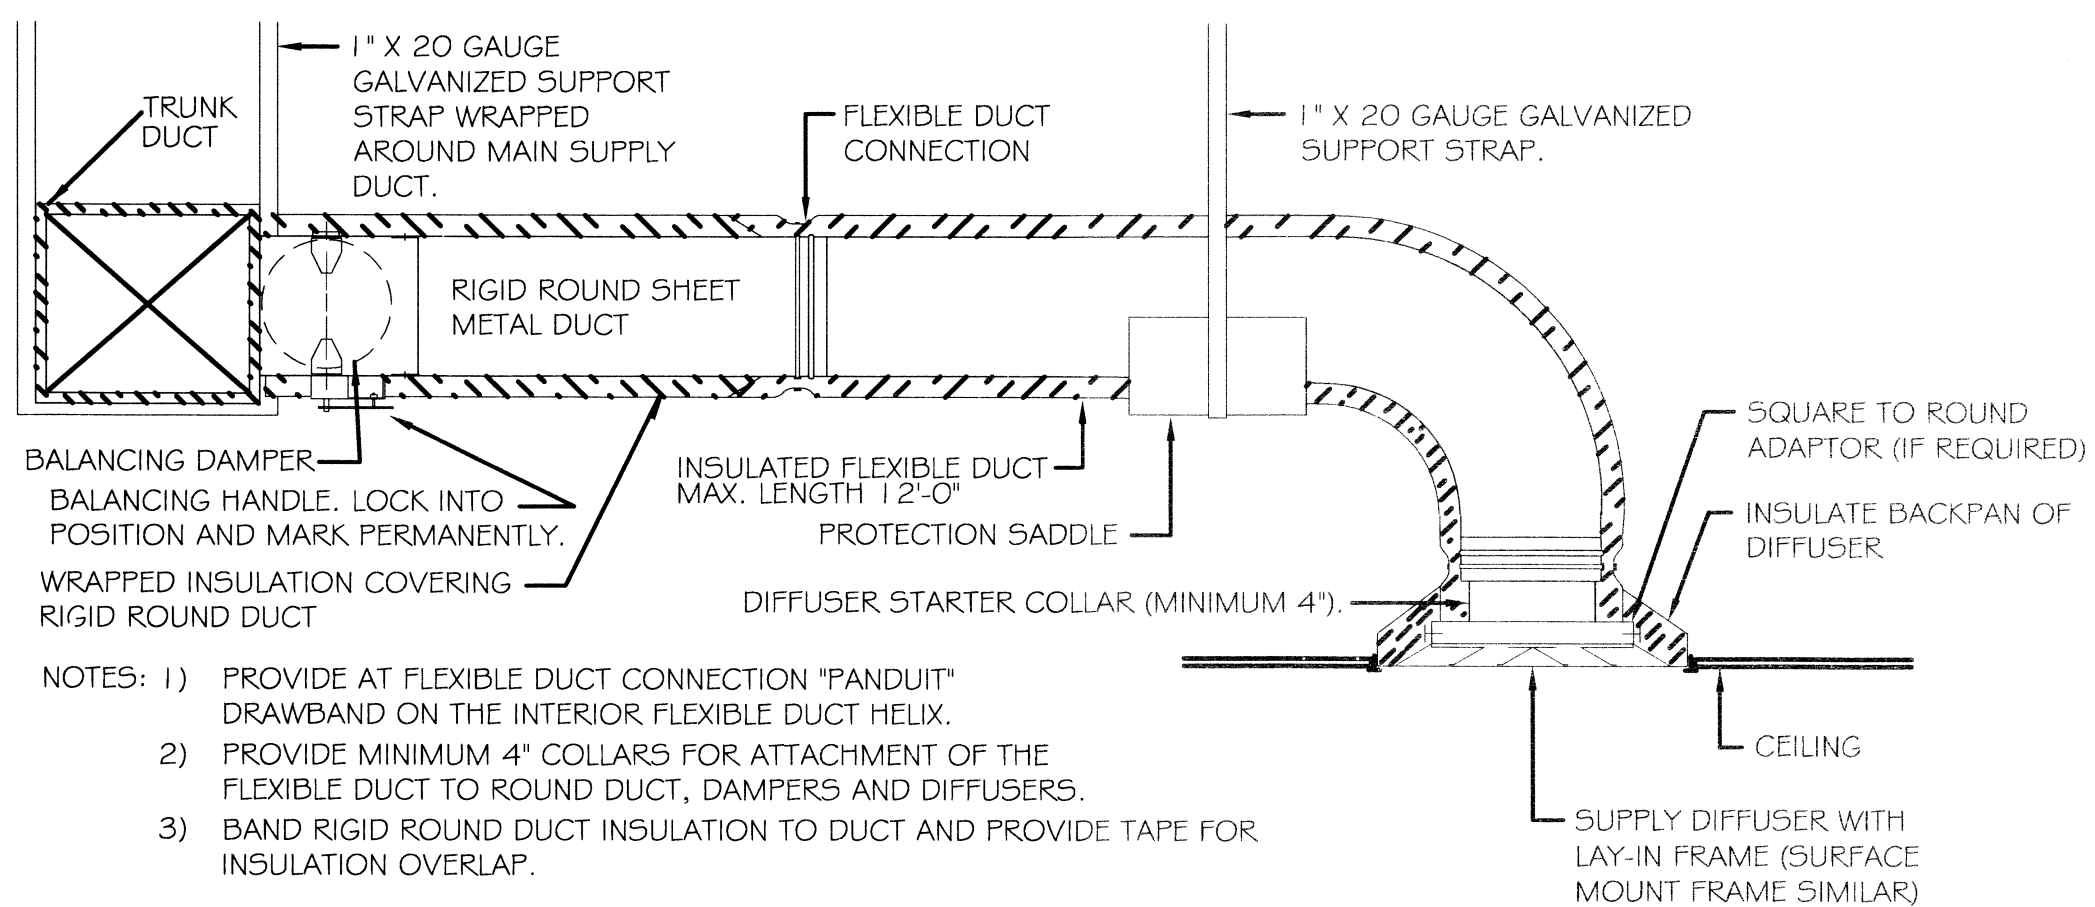 1" X 20 GAUGE
GALVANIZED SUPPORT
STRAP WRAPPED
AROUND MAIN SUPPLY
DUCT.
TRUNK
DUCT
FLEXIBLE DUCT
CONNECTION
1" X 20 GAUGE GALVANIZED
SUPPORT STRAP.
RIGID ROUND SHEET
METAL DUCT
BALANCING DAMPER
BALANCING HANDLE. LOCK INTO
POSITION AND MARK PERMANENTLY.
WRAPPED INSULATION COVERING
RIGID ROUND DUCT
INSULATED FLEXIBLE DUCT
MAX. LENGTH 12'-0"
PROTECTION SADDLE
DIFFUSER STARTER COLLAR (MINIMUM 4").
SQUARE TO ROUND
ADAPTOR (IF REQUIRED)
INSULATE BACKPAN OF
DIFFUSER
CEILING
SUPPLY DIFFUSER WITH
LAY-IN FRAME (SURFACE
MOUNT FRAME SIMILAR)
NOTES: 1) PROVIDE AT FLEXIBLE DUCT CONNECTION "PANDUIT"
DRAWBAND ON THE INTERIOR FLEXIBLE DUCT HELIX.
2) PROVIDE MINIMUM 4" COLLARS FOR ATTACHMENT OF THE
FLEXIBLE DUCT TO ROUND DUCT, DAMPERS AND DIFFUSERS.
3) BAND RIGID ROUND DUCT INSULATION TO DUCT AND PROVIDE TAPE FOR
INSULATION OVERLAP.